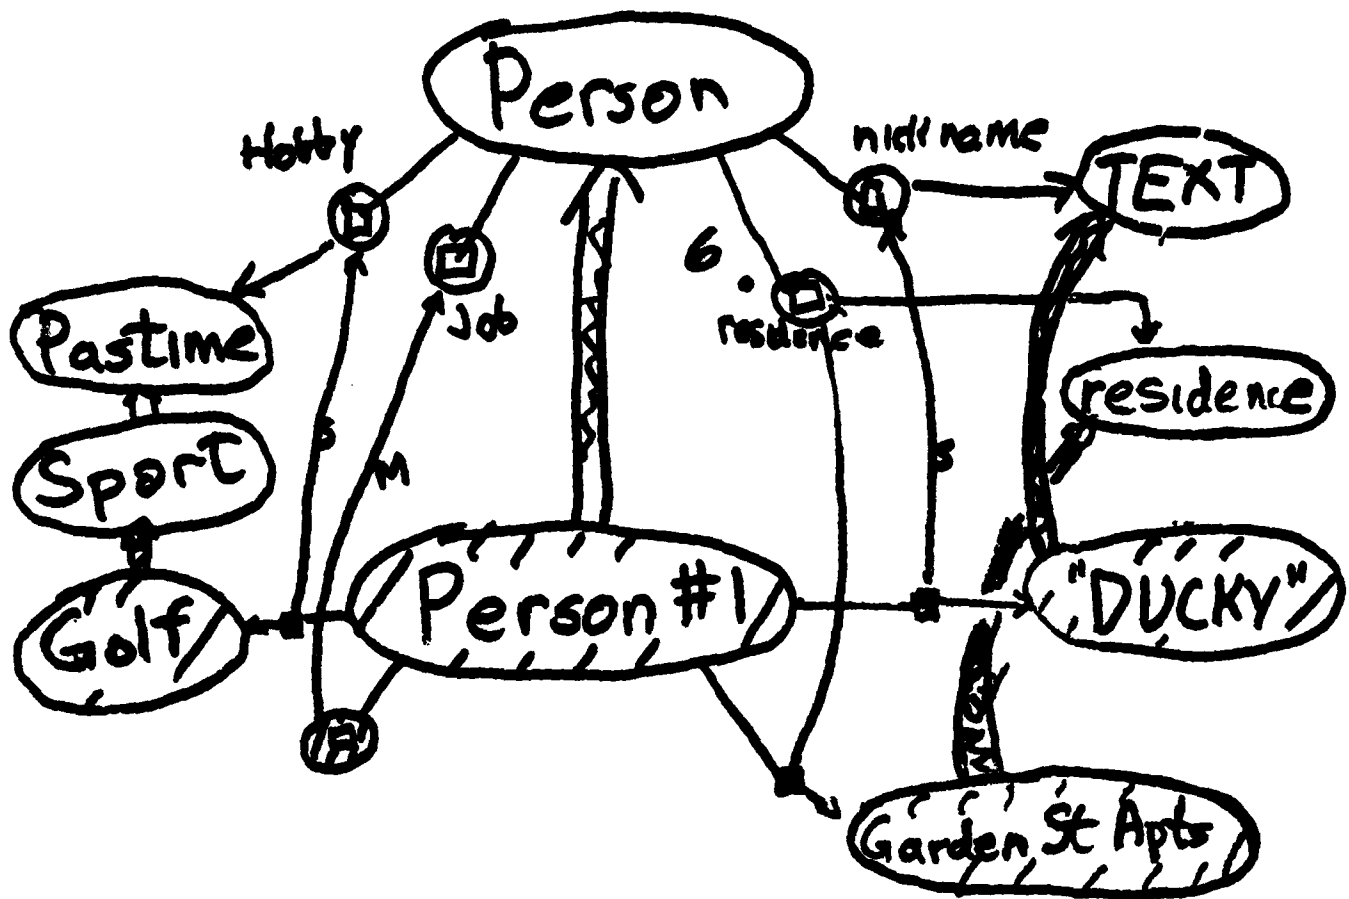 Person
Hobby
nickname
TEXT
6.
Job
residence
Pastime
residence
Sport
S
M
S
Person #1
"DUCKY"
Golf
Garden St Apts